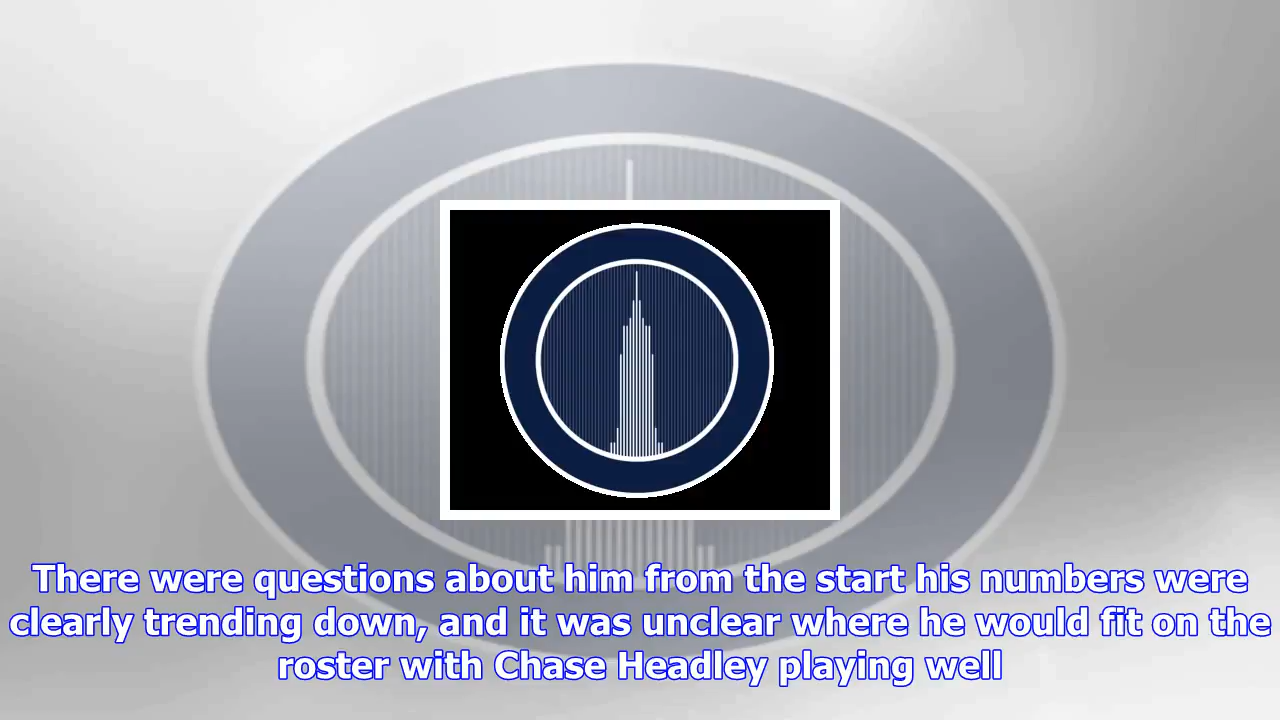 There were questions about him from the start his numbers were
clearly trending down, and it was unclear where he would fit on the
roster with Chase Headley playing well